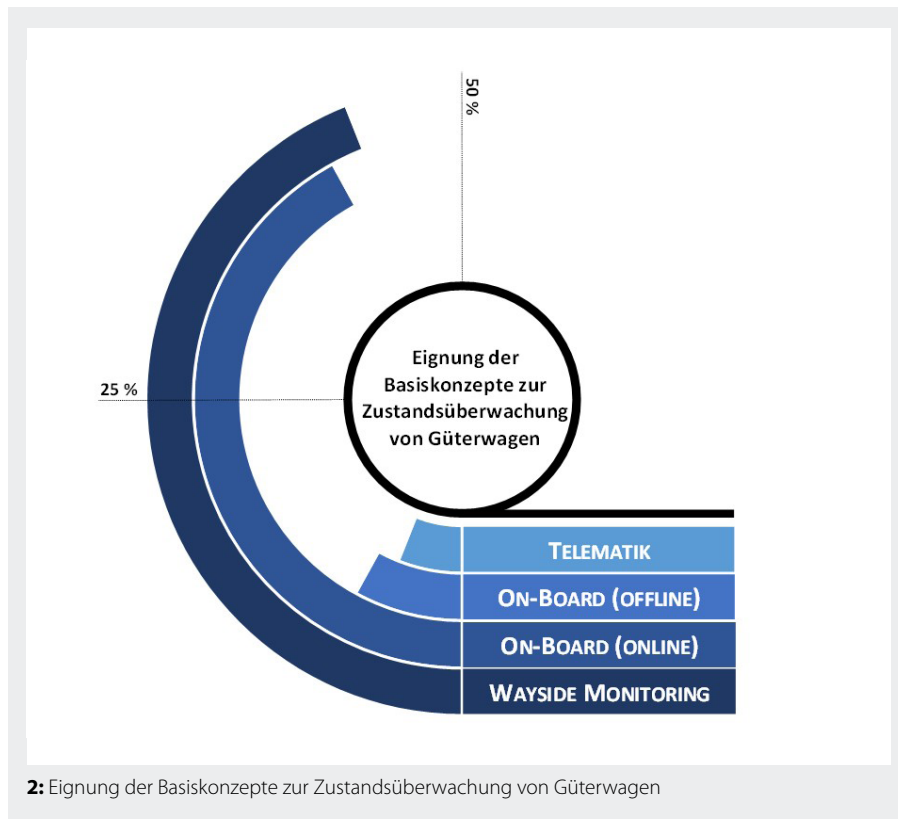 50 %
25 %
Eignung der
Basiskonzepte zur
Zustandsüberwachung
von Güterwagen
TELEMATIK
ON-BOARD (OFFLINE)
ON-BOARD (ONLINE)
WAYSIDE MONITORING
2: Eignung der Basiskonzepte zur Zustandsüberwachung von Güterwagen